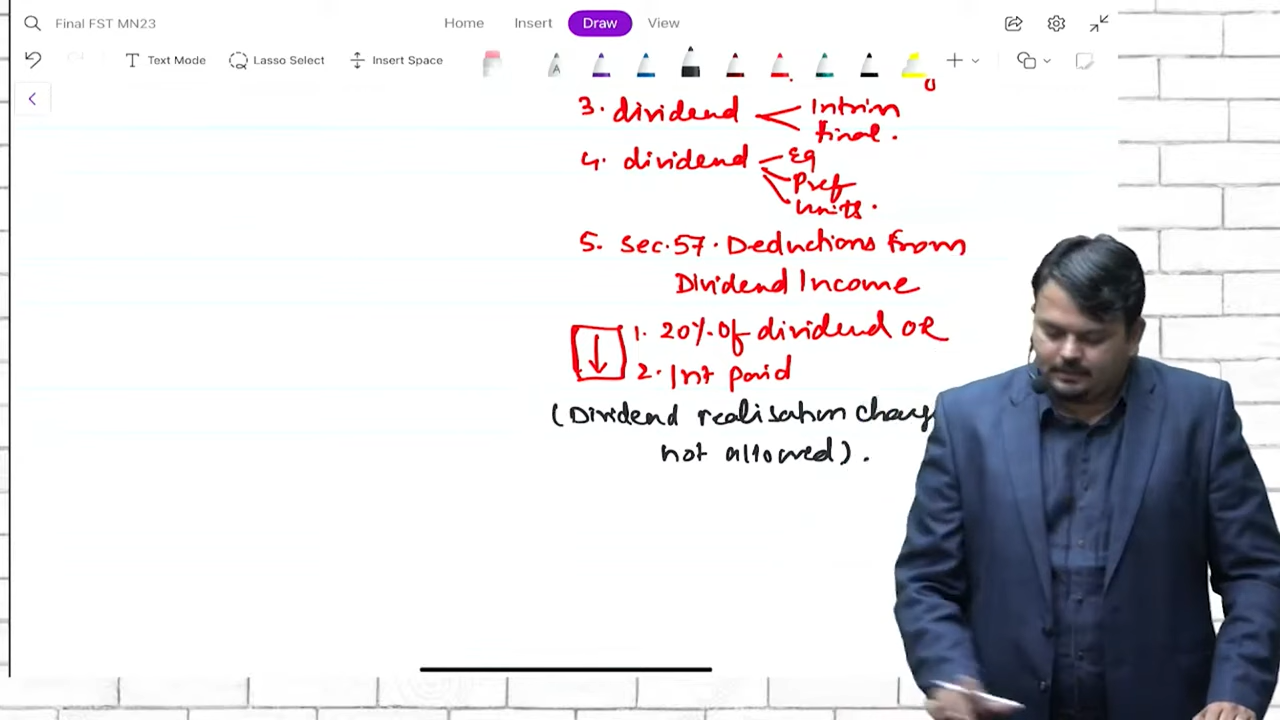 Final FST MN23
Home Insert Draw View
Text Mode Lasso Select Insert Space
A
3. dividend Intrim
final.
4. dividend Eq
Pref
Units.
5. Sec.57. Deductions from
Dividend Income
1. 20% of dividend OR
2. Int paid
(Dividend realisation charg
not allowed).